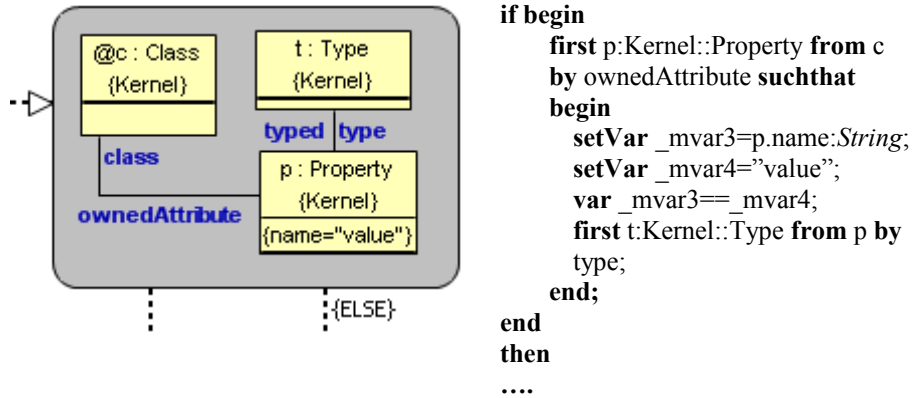 @c : Class
{Kernel}
t : Type
{Kernel}
typed type
class
p : Property
{Kernel}
ownedAttribute
{name="value"}
{ELSE}
if begin
first p:Kernel::Property from c
by ownedAttribute suchthat
begin
setVar _mvar3=p.name:String;
setVar _mvar4=”value”;
var _mvar3==_mvar4;
first t:Kernel::Type from p by
type;
end;
end
then
….